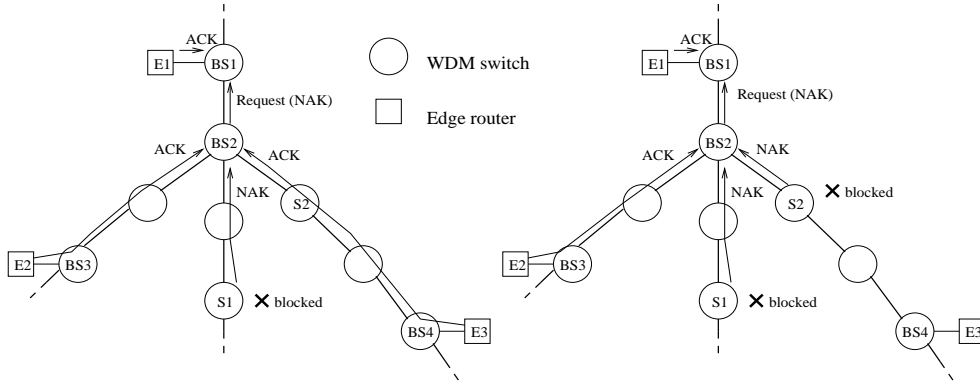 ACK
E1
BS1
WDM switch
Request (NAK)
Edge router
BS2
ACK
ACK
NAK
S2
E2
BS3
S1
blocked
BS4
E3
ACK
E1
BS1
Request (NAK)
BS2
ACK
NAK
NAK
S2
blocked
E2
BS3
S1
blocked
BS4
E3